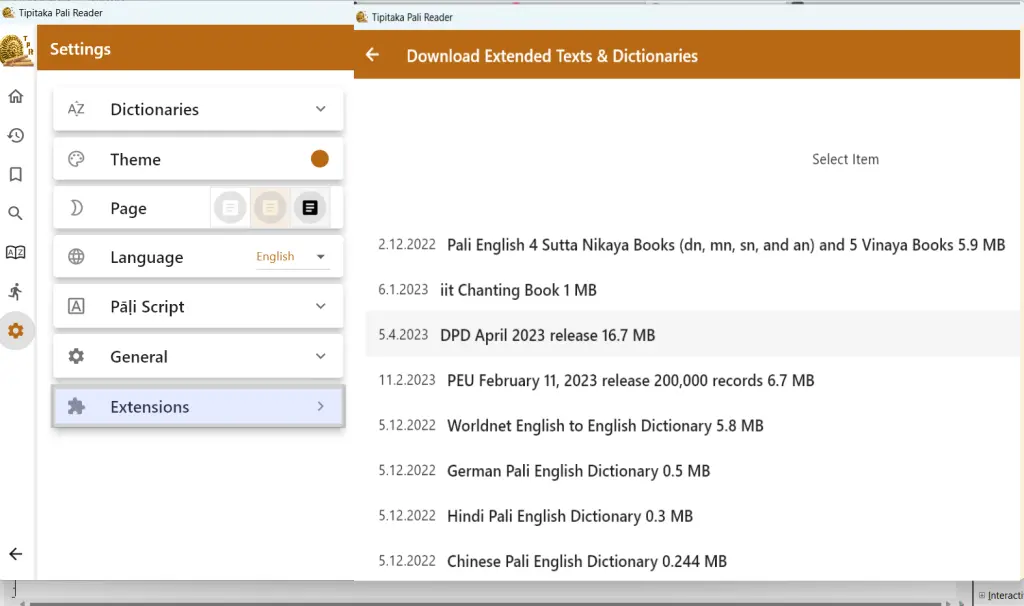 Tipitaka Pali Reader
Settings
Dictionaries
Theme
Page
Language English
Pāḷi Script
General
Extensions
Tipitaka Pali Reader
Download Extended Texts & Dictionaries
Select Item
2.12.2022 Pali English 4 Sutta Nikaya Books (dn, mn, sn, and an) and 5 Vinaya Books 5.9 MB
6.1.2023 iit Chanting Book 1 MB
5.4.2023 DPD April 2023 release 16.7 MB
11.2.2023 PEU February 11, 2023 release 200,000 records 6.7 MB
5.12.2022 Worldnet English to English Dictionary 5.8 MB
5.12.2022 German Pali English Dictionary 0.5 MB
5.12.2022 Hindi Pali English Dictionary 0.3 MB
5.12.2022 Chinese Pali English Dictionary 0.244 MB
Interacti